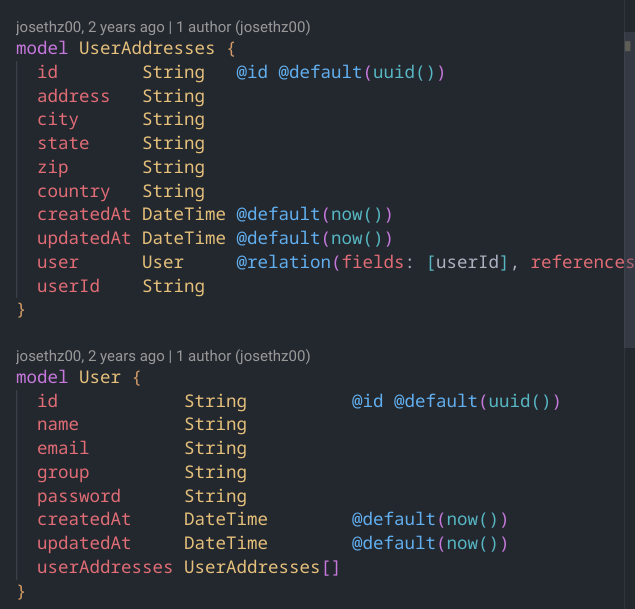 josethz00, 2 years ago | 1 author (josethz00)
model UserAddresses {
id String @id @default(uuid())
address String
city String
state String
zip String
country String
createdAt DateTime @default(now())
updatedAt DateTime @default(now())
user User @relation(fields: [userId], references
userId String
}
josethz00, 2 years ago | 1 author (josethz00)
model User {
id String @id @default(uuid())
name String
email String
group String
password String
createdAt DateTime @default(now())
updatedAt DateTime @default(now())
userAddresses UserAddresses[]
}